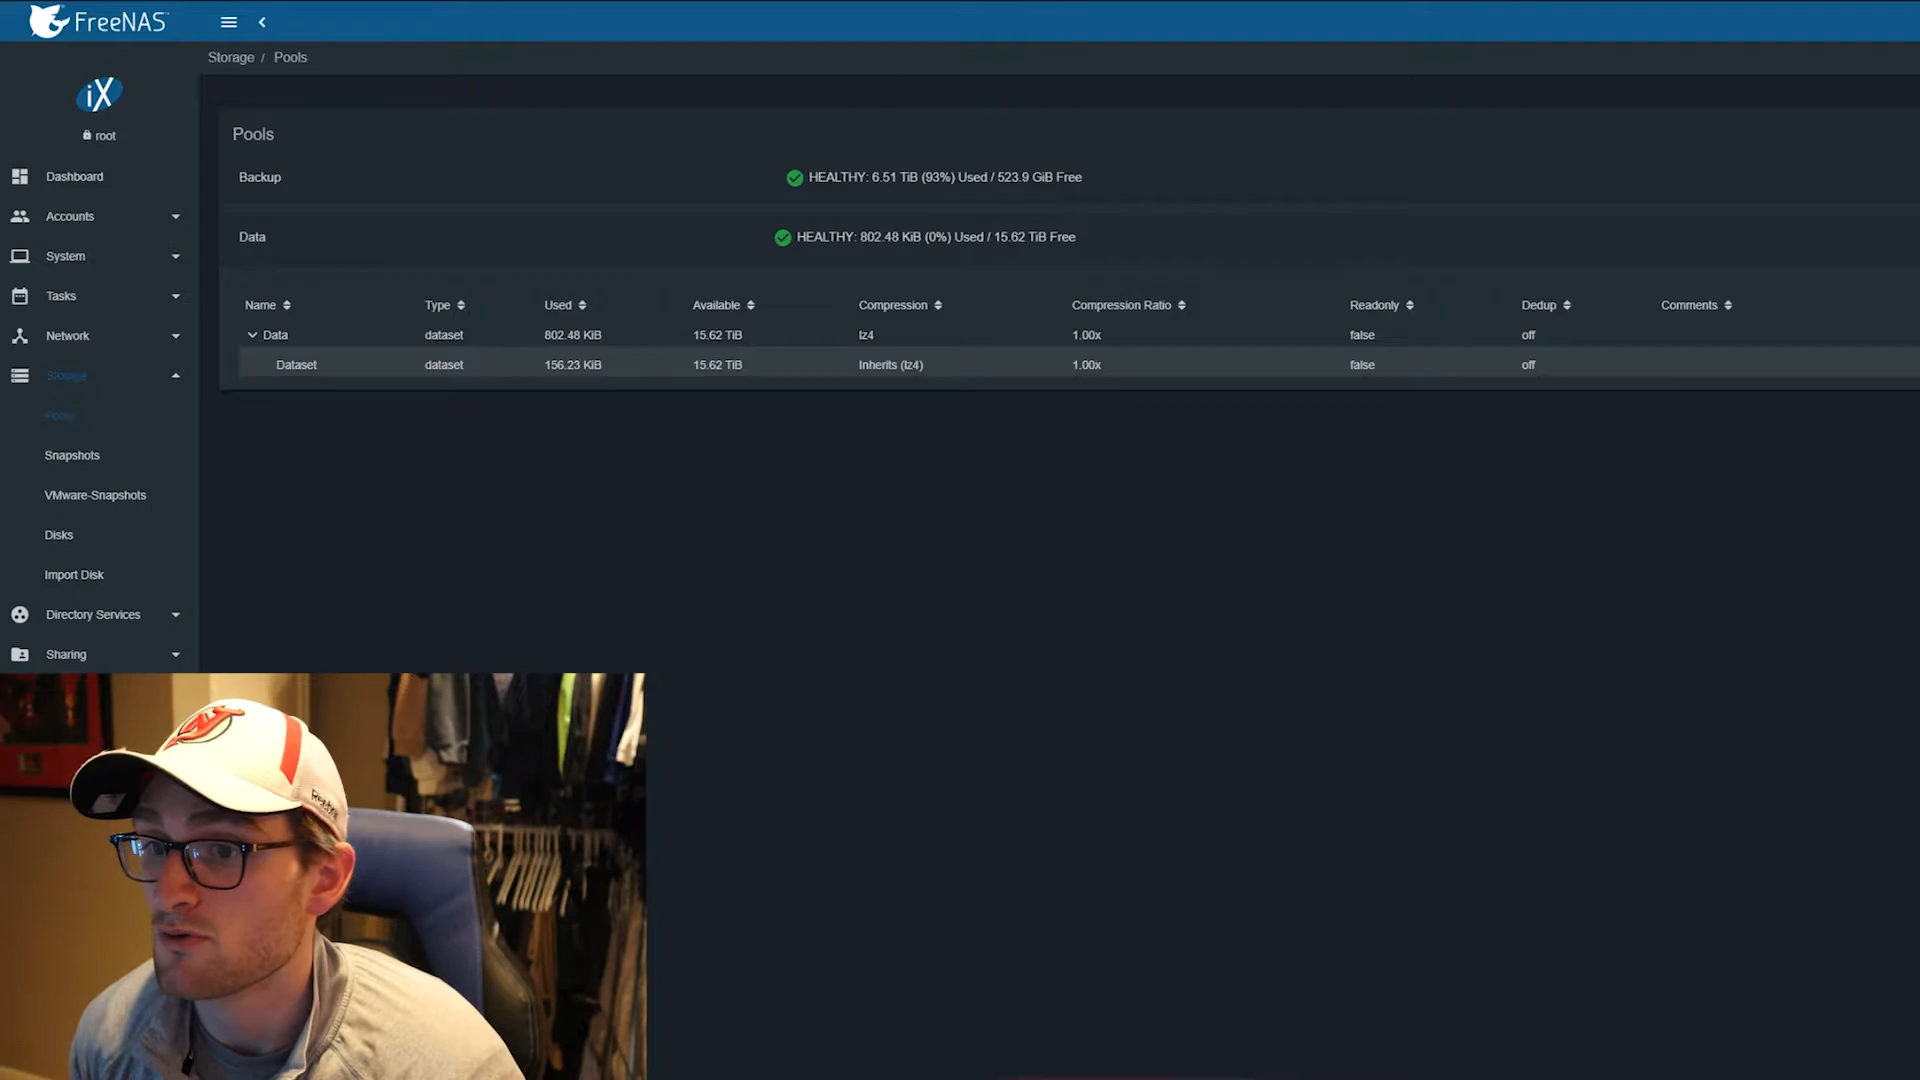 FreeNAS
Storage / Pools
iX
root
Dashboard
Accounts
System
Tasks
Network
Storage
Pools
Snapshots
VMware-Snapshots
Disks
Import Disk
Directory Services
Sharing
Pools
Backup HEALTHY: 6.51 TiB (93%) Used / 523.9 GiB Free
Data HEALTHY: 802.48 KiB (0%) Used / 15.62 TiB Free
Name Type Used Available Compression Compression Ratio Readonly Dedup Comments
Data dataset 802.48 KiB 15.62 TiB lz4 1.00x false off
Dataset dataset 156.23 KiB 15.62 TiB Inherits (lz4) 1.00x false off
Reebok